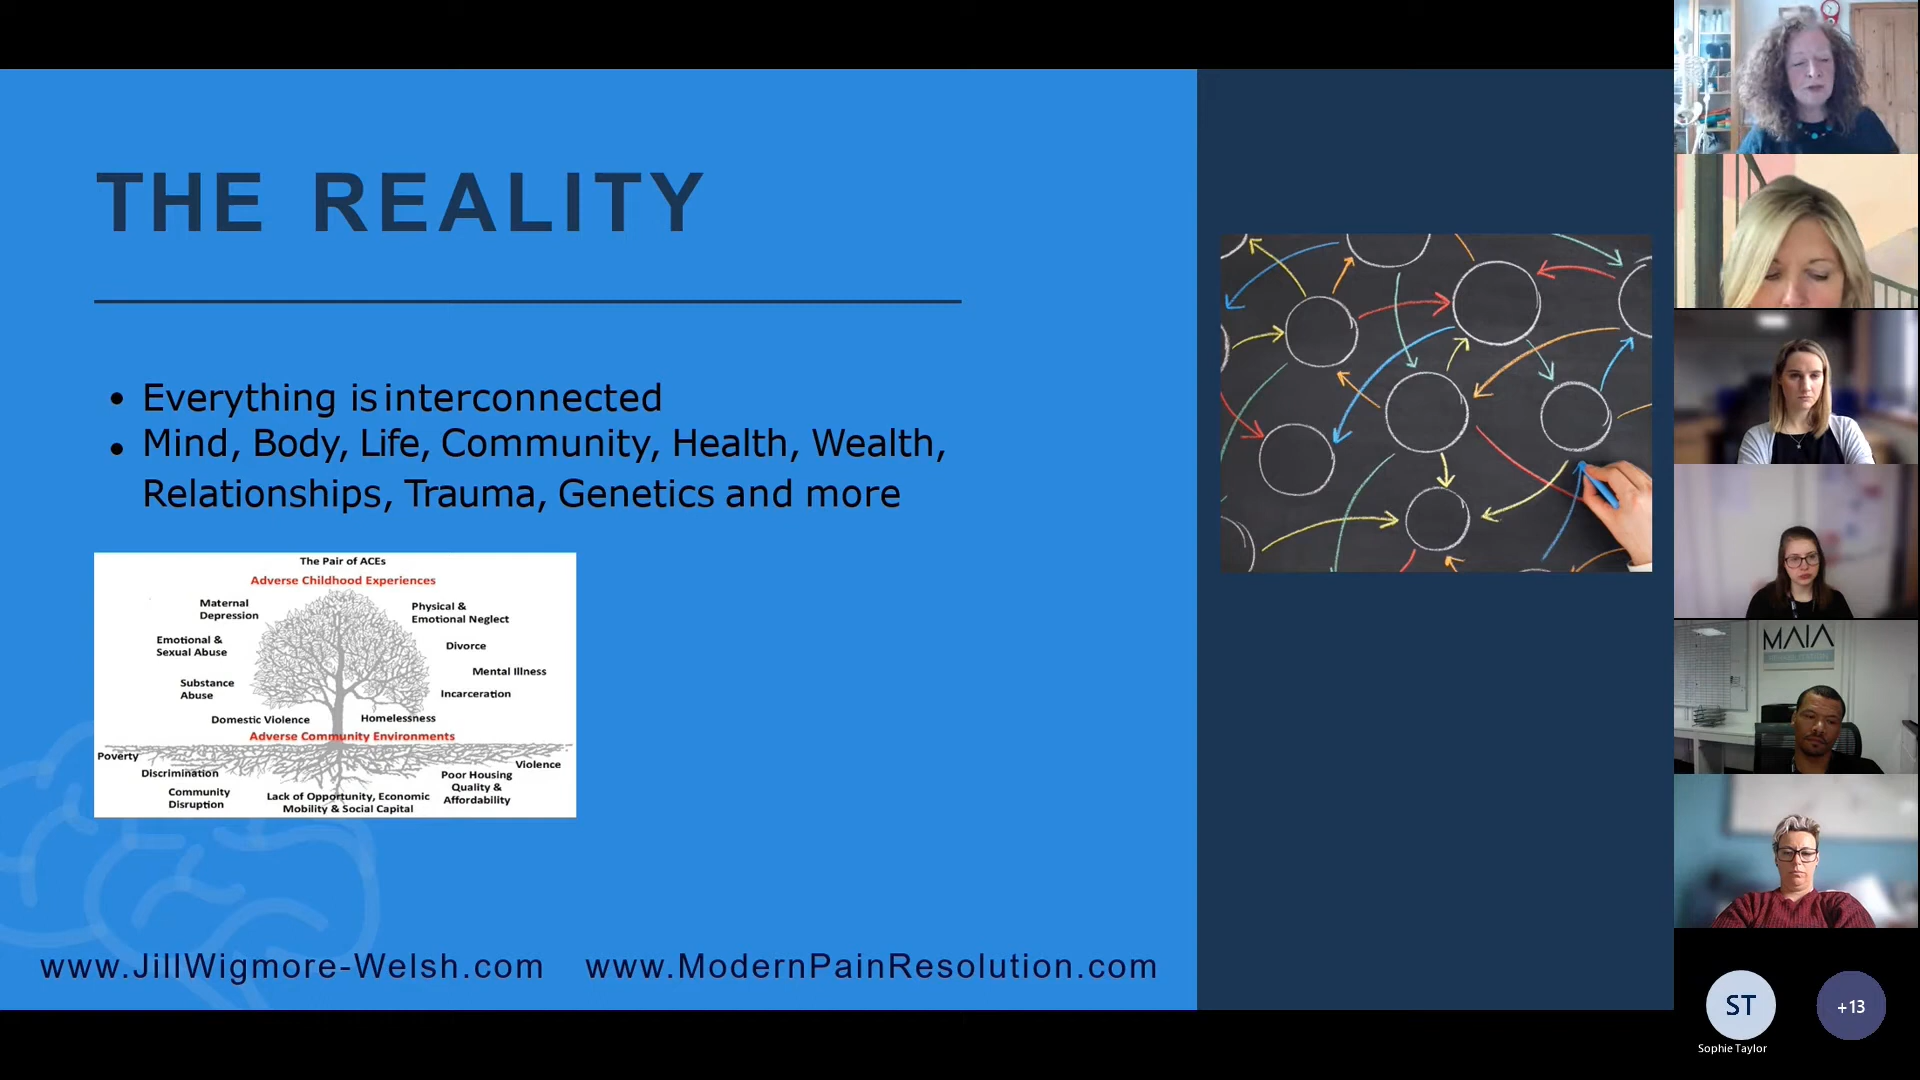 THE REALITY
• Everything is interconnected
• Mind, Body, Life, Community, Health, Wealth,
Relationships, Trauma, Genetics and more
The Pair of ACEs
Adverse Childhood Experiences
Maternal
Depression
Physical &
Emotional Neglect
Emotional &
Sexual Abuse
Divorce
Mental Illness
Substance
Abuse
Incarceration
Domestic Violence
Homelessness
Adverse Community Environments
Poverty
Violence
Discrimination
Poor Housing
Quality &
Affordability
Community
Disruption
Lack of Opportunity, Economic
Mobility & Social Capital
www.JillWigmore-Welsh.com
www.ModernPainResolution.com
MAIA
ST
Sophie Taylor
+13